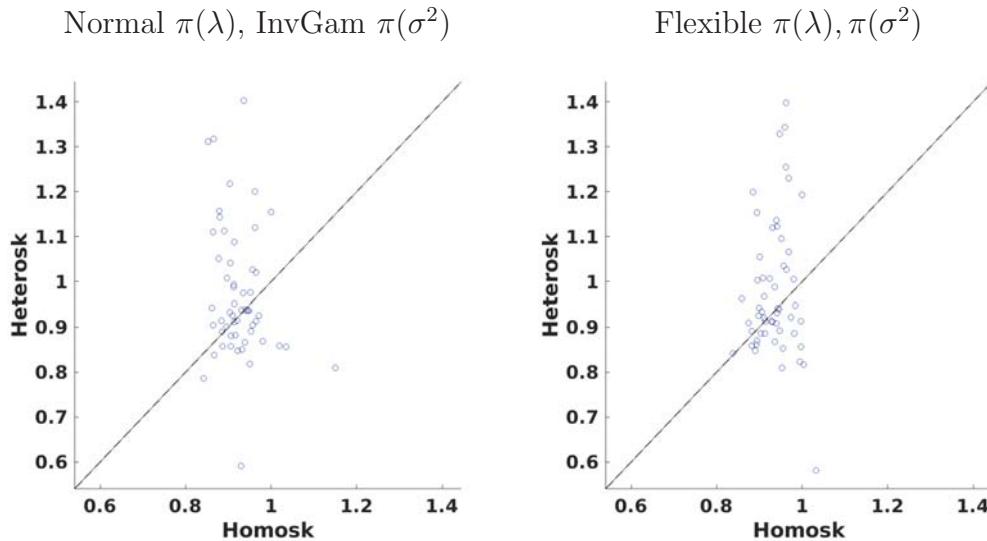 Normal π(λ), InvGam π(σ²)
Flexible π(λ), π(σ²)
1.4
1.3
1.2
1.1
1
0.9
0.8
0.7
0.6
Heterosk
0.6 0.8 1 1.2 1.4
Homosk
1.4
1.3
1.2
1.1
1
0.9
0.8
0.7
0.6
Heterosk
0.6 0.8 1 1.2 1.4
Homosk